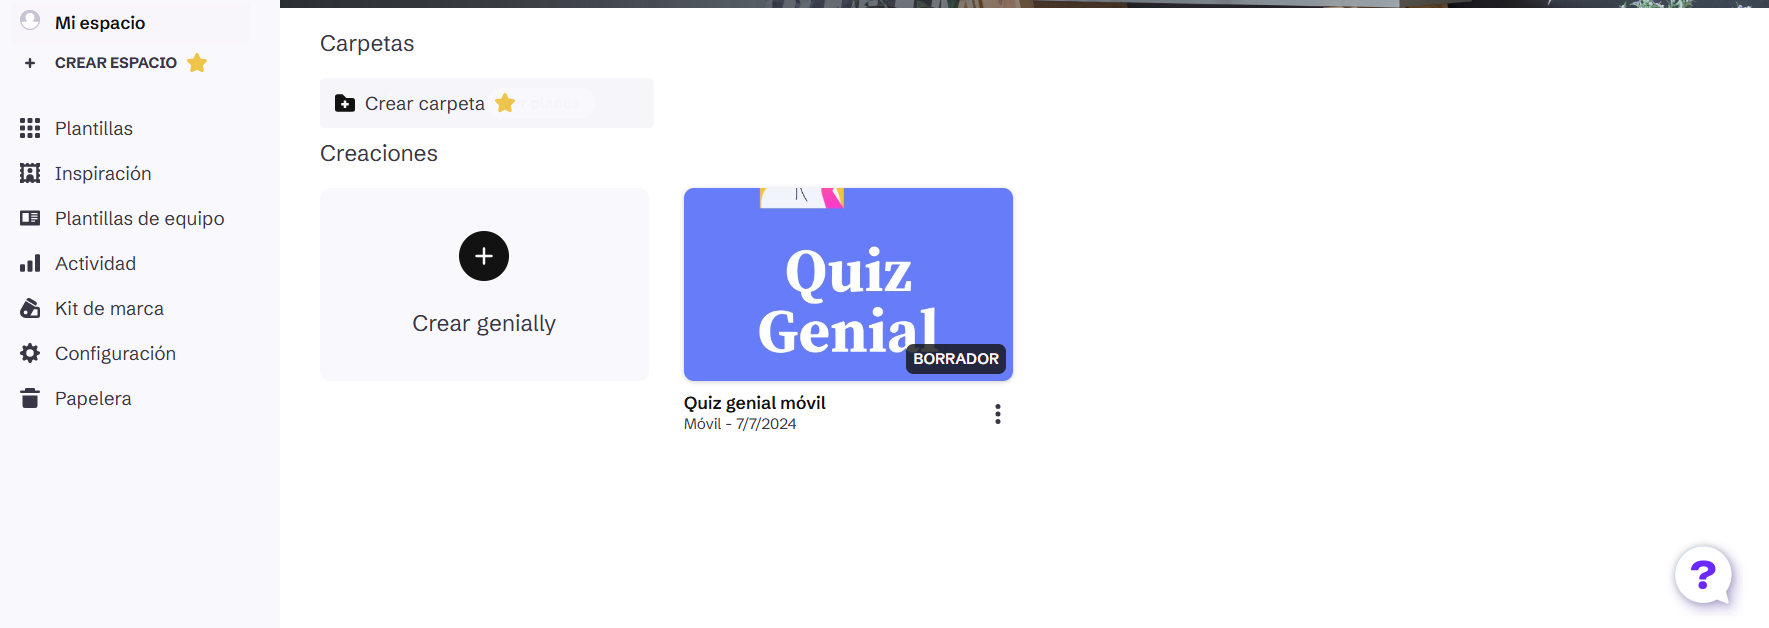 Mi espacio
+ CREAR ESPACIO
Plantillas
Inspiración
Plantillas de equipo
Actividad
Kit de marca
Configuración
Papelera
Carpetas
Crear carpeta
Creaciones
Crear genially
Quiz
Genial
BORRADOR
Quiz genial móvil
Móvil - 7/7/2024
?